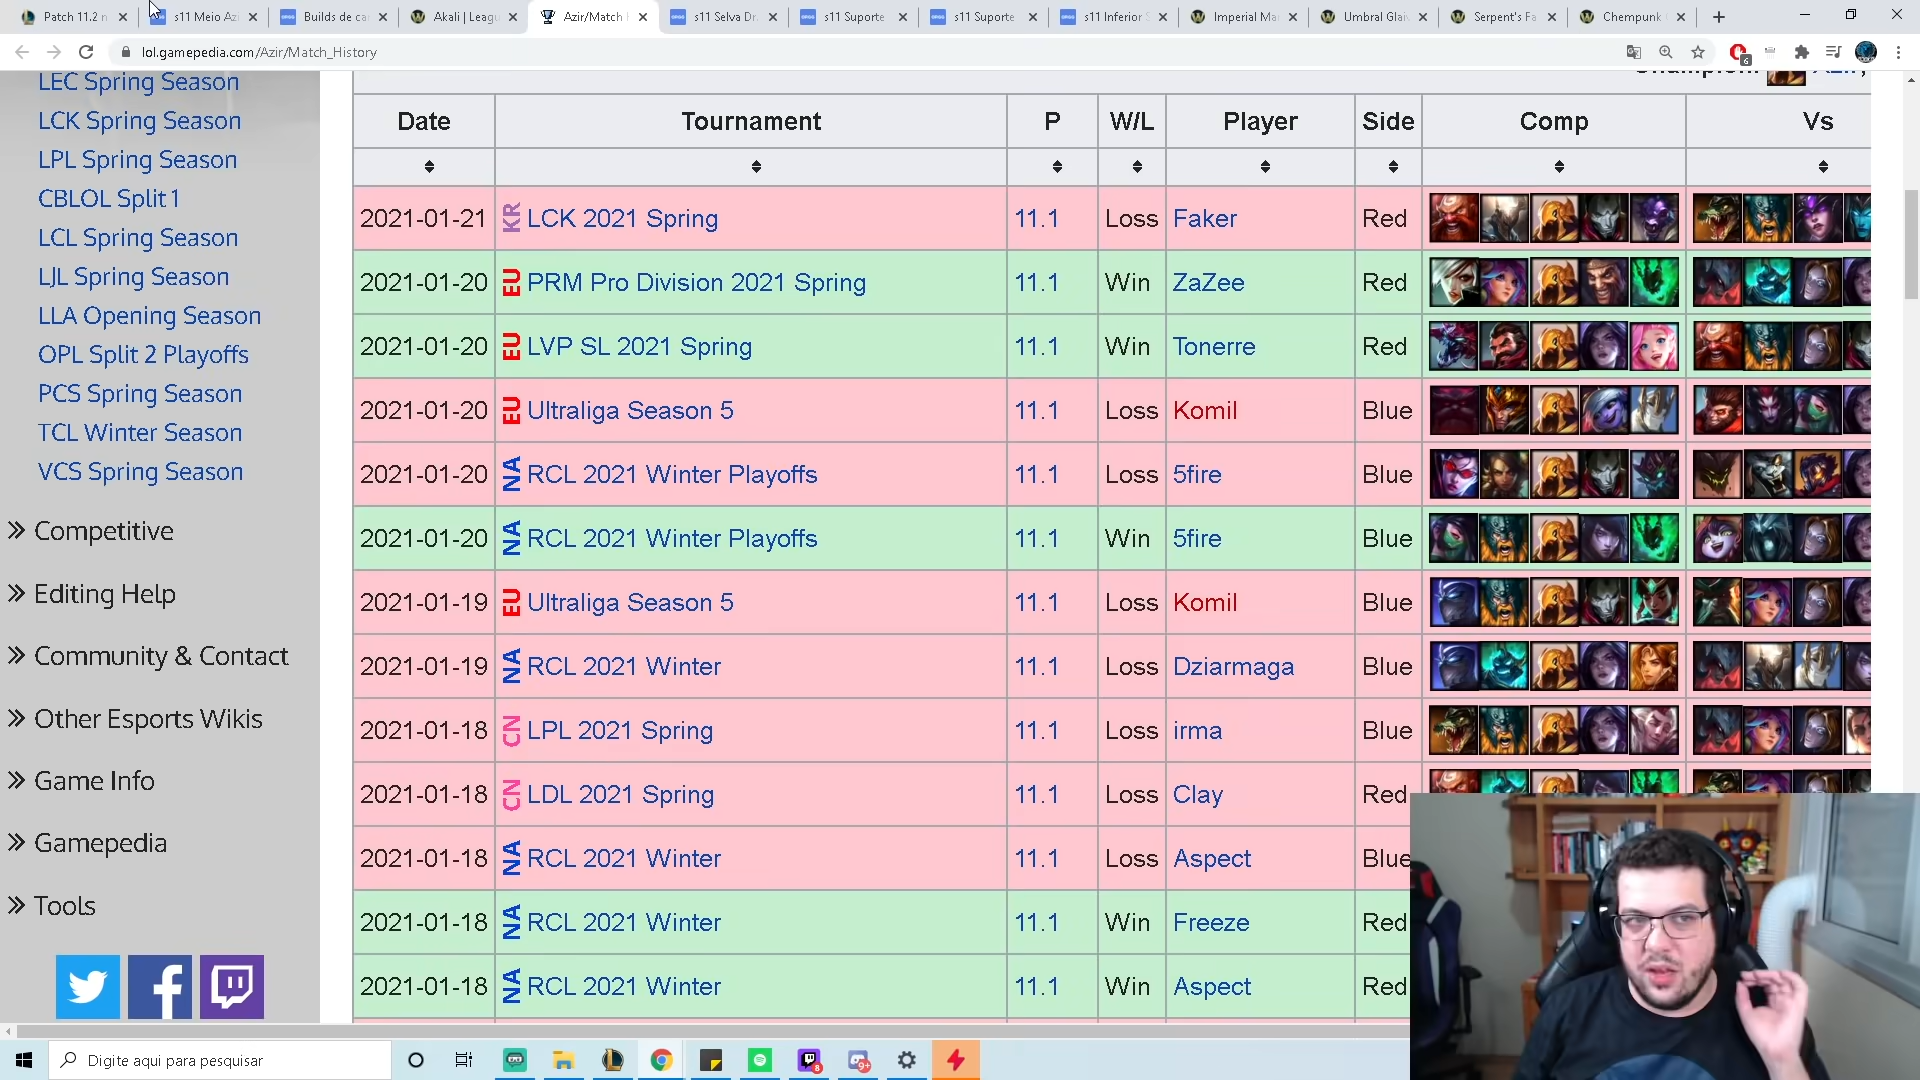 Patch 11.2 n
s11 Meio Azi
Builds de ca
Akali | Leagu
Azir/Match
s11 Selva Dr
s11 Suporte
s11 Suporte
s11 Inferior S
Imperial Ma
Umbral Glai
Serpent's Fa
Chempunk
lol.gamepedia.com/Azir/Match_History
6
LEC Spring Season
LCK Spring Season
LPL Spring Season
CBLOL Split 1
LCL Spring Season
LJL Spring Season
LLA Opening Season
OPL Split 2 Playoffs
PCS Spring Season
TCL Winter Season
VCS Spring Season
Competitive
Editing Help
Community & Contact
Other Esports Wikis
Game Info
Gamepedia
Tools
Date Tournament P W/L Player Side Comp Vs
2021-01-21 KR LCK 2021 Spring 11.1 Loss Faker Red
2021-01-20 EU PRM Pro Division 2021 Spring 11.1 Win ZaZee Red
2021-01-20 EU LVP SL 2021 Spring 11.1 Win Tonerre Red
2021-01-20 EU Ultraliga Season 5 11.1 Loss Komil Blue
2021-01-20 NA RCL 2021 Winter Playoffs 11.1 Loss 5fire Blue
2021-01-20 NA RCL 2021 Winter Playoffs 11.1 Win 5fire Blue
2021-01-19 EU Ultraliga Season 5 11.1 Loss Komil Blue
2021-01-19 NA RCL 2021 Winter 11.1 Loss Dziarmaga Blue
2021-01-18 CN LPL 2021 Spring 11.1 Loss irma Blue
2021-01-18 CN LDL 2021 Spring 11.1 Loss Clay Red
2021-01-18 NA RCL 2021 Winter 11.1 Loss Aspect Blue
2021-01-18 NA RCL 2021 Winter 11.1 Win Freeze Red
2021-01-18 NA RCL 2021 Winter 11.1 Win Aspect Red
Digite aqui para pesquisar
8
9+